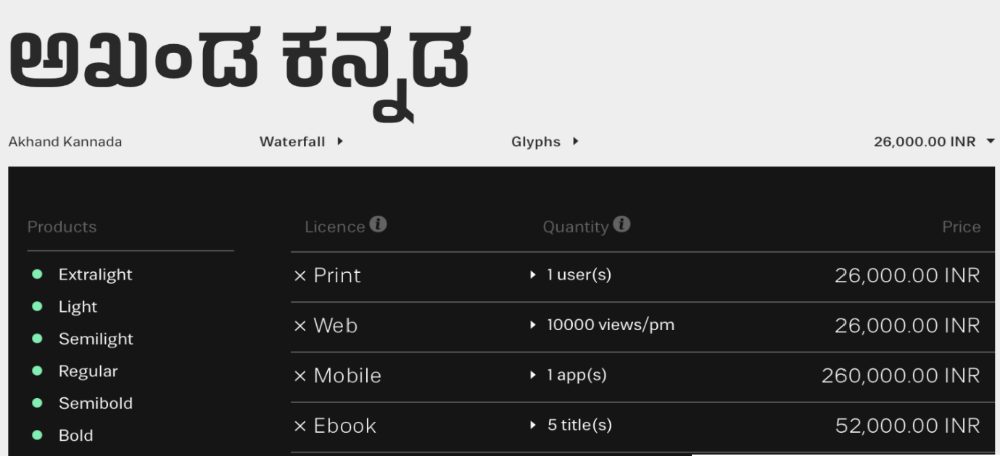 ಅಖಂಡ ಕನ್ನಡ
Akhand Kannada Waterfall Glyphs 26,000.00 INR
Products Licence Quantity Price
Extralight
Light
Semilight
Regular
Semibold
Bold
Print 1 user(s) 26,000.00 INR
Web 10000 views/pm 26,000.00 INR
Mobile 1 app(s) 260,000.00 INR
Ebook 5 title(s) 52,000.00 INR